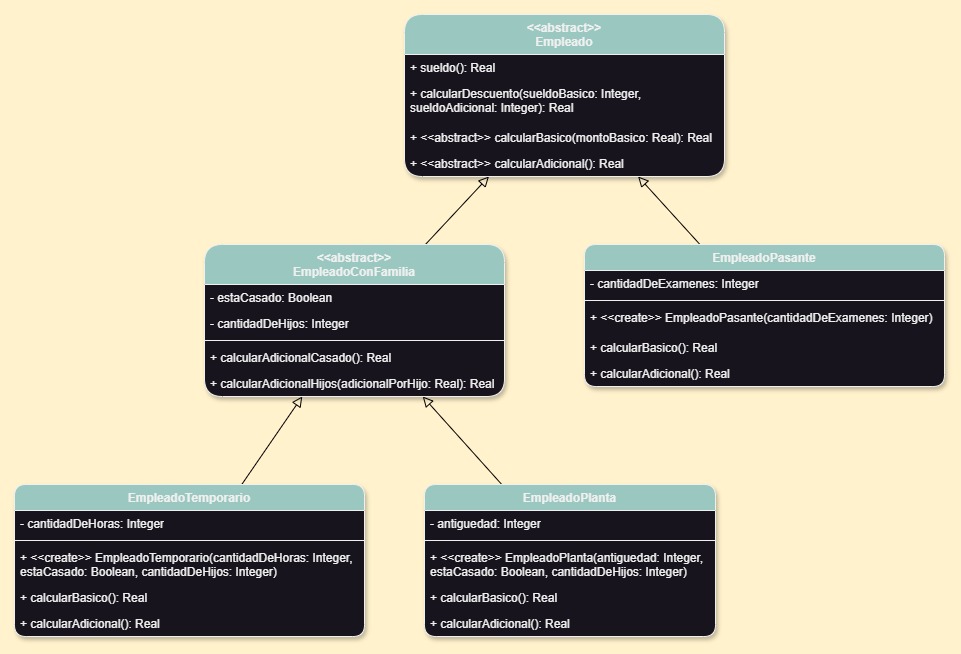 <<abstract>>
Empleado
+ sueldo(): Real
+ calcularDescuento(sueldoBasico: Integer,
sueldoAdicional: Integer): Real
+ <<abstract>> calcularBasico(montoBasico: Real): Real
+ <<abstract>> calcularAdicional(): Real
<<abstract>>
EmpleadoConFamilia
- estaCasado: Boolean
- cantidadDeHijos: Integer
+ calcularAdicionalCasado(): Real
+ calcularAdicionalHijos(adicionalPorHijo: Real): Real
EmpleadoPasante
- cantidadDeExamenes: Integer
+ <<create>> EmpleadoPasante(cantidadDeExamenes: Integer)
+ calcularBasico(): Real
+ calcularAdicional(): Real
EmpleadoTemporario
- cantidadDeHoras: Integer
+ <<create>> EmpleadoTemporario(cantidadDeHoras: Integer,
estaCasado: Boolean, cantidadDeHijos: Integer)
+ calcularBasico(): Real
+ calcularAdicional(): Real
EmpleadoPlanta
- antiguedad: Integer
+ <<create>> EmpleadoPlanta(antiguedad: Integer,
estaCasado: Boolean, cantidadDeHijos: Integer)
+ calcularBasico(): Real
+ calcularAdicional(): Real